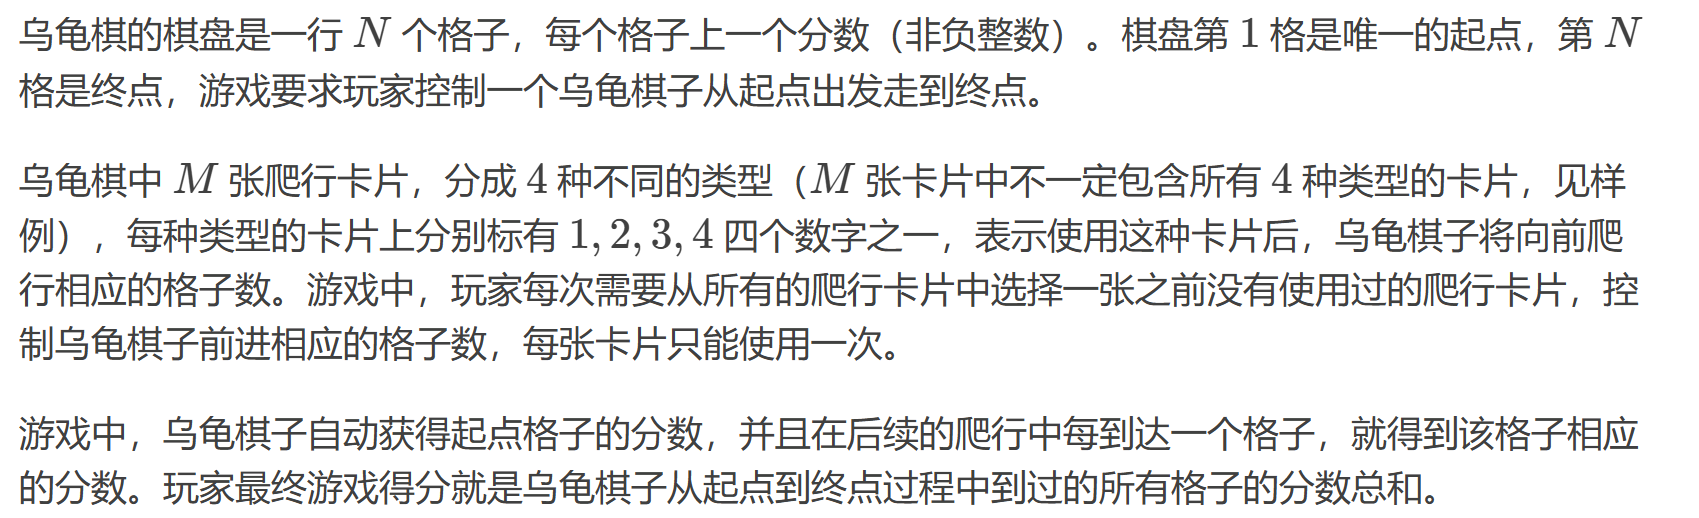 乌龟棋的棋盘是一行 N 个格子，每个格子上一个分数（非负整数）。棋盘第 1 格是唯一的起点，第 N
格是终点，游戏要求玩家控制一个乌龟棋子从起点出发走到终点。
乌龟棋中 M 张爬行卡片，分成 4 种不同的类型（M 张卡片中不一定包含所有 4 种类型的卡片，见样
例），每种类型的卡片上分别标有 1,2,3,4 四个数字之一，表示使用这种卡片后，乌龟棋子将向前爬
行相应的格子数。游戏中，玩家每次需要从所有的爬行卡片中选择一张之前没有使用过的爬行卡片，控
制乌龟棋子前进相应的格子数，每张卡片只能使用一次。
游戏中，乌龟棋子自动获得起点格子的分数，并且在后续的爬行中每到达一个格子，就得到该格子相应
的分数。玩家最终游戏得分就是乌龟棋子从起点到终点过程中到过的所有格子的分数总和。